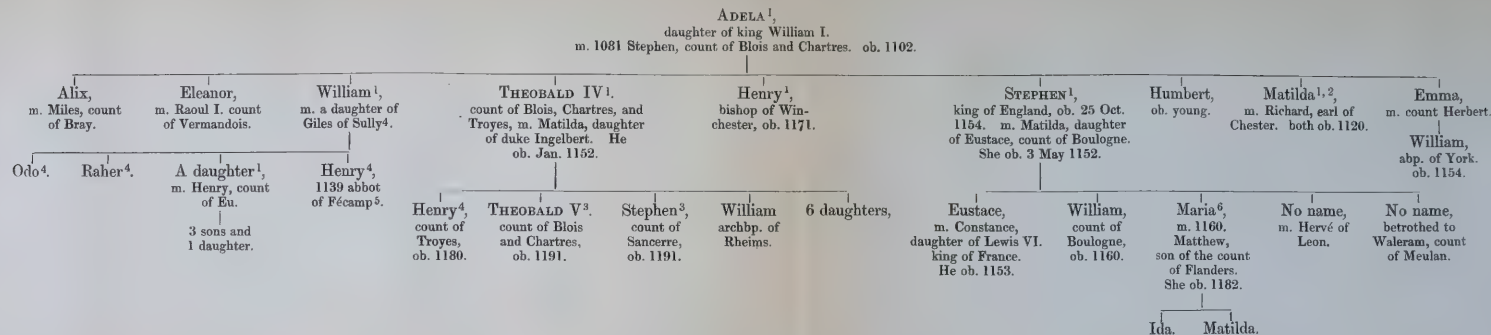 ADELA¹,
daughter of king William I.
m. 1081 Stephen, count of Blois and Chartres. ob. 1102.
Alix,
m. Miles, count
of Bray.
Eleanor,
m. Raoul I. count
of Vermandois.
William¹,
m. a daughter of
Giles of Sully⁴.
THEOBALD IV¹.
count of Blois, Chartres, and
Troyes, m. Matilda, daughter
of duke Ingelbert. He
ob. Jan. 1152.
Henry¹,
bishop of Win-
chester, ob. 1171.
STEPHEN¹,
king of England, ob. 25 Oct.
1154. m. Matilda, daughter
of Eustace, count of Boulogne.
She ob. 3 May 1152.
Humbert,
ob. young.
Matilda¹,²,
m. Richard, earl of
Chester. both ob. 1120.
Emma,
m. count Herbert.
William,
abp. of York.
ob. 1154.
Odo⁴.
Raher⁴.
A daughter¹,
m. Henry, count
of Eu.
3 sons and
1 daughter.
Henry⁴,
1139 abbot
of Fécamp⁵.
Henry⁴,
count of
Troyes,
ob. 1180.
THEOBALD V³.
count of Blois
and Chartres,
ob. 1191.
Stephen³,
count of
Sancerre,
ob. 1191.
William
archbp. of
Rheims.
6 daughters,
Eustace,
m. Constance,
daughter of Lewis VI.
king of France.
He ob. 1153.
William,
count of
Boulogne,
ob. 1160.
Maria⁶,
m. 1160.
Matthew,
son of the count
of Flanders.
She ob. 1182.
No name,
m. Hervé of
Leon.
No name,
betrothed to
Waleram, count
of Meulan.
Ida.
Matilda.